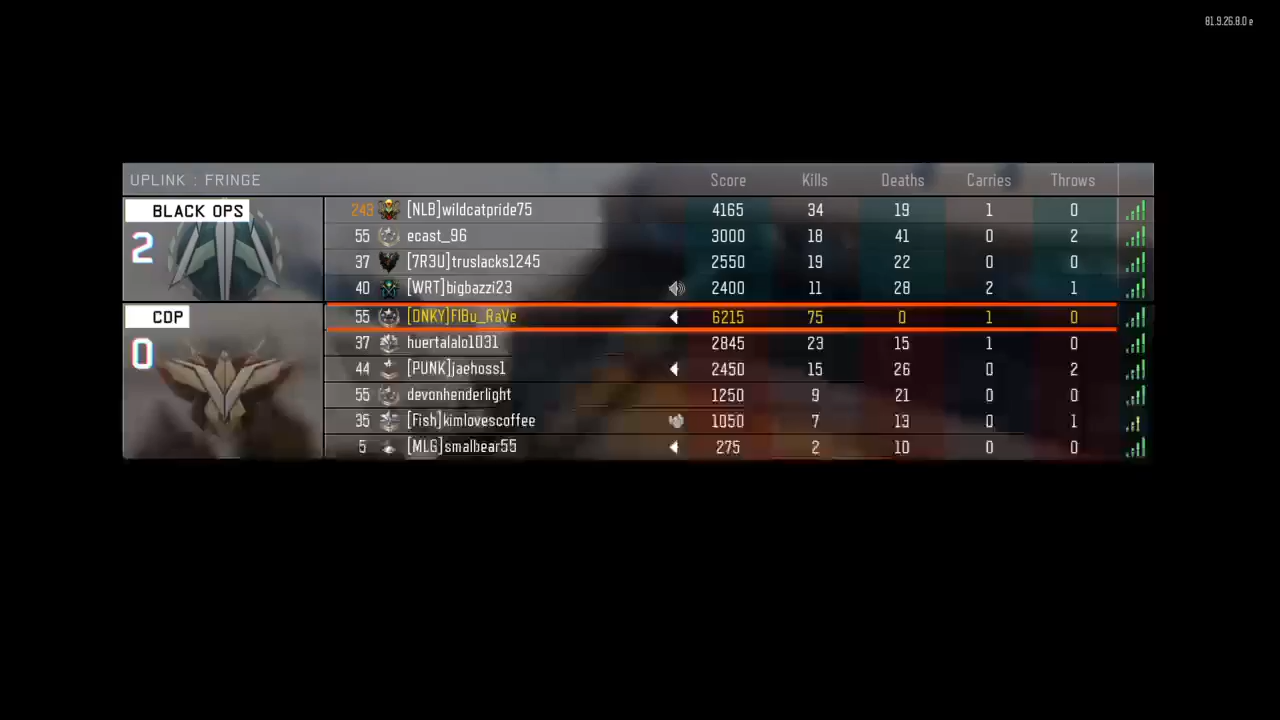 81.9.26.8.0 e
UPLINK : FRINGE Score Kills Deaths Carries Throws
BLACK OPS
2
243 [NLB]wildcatpride75 4165 34 19 1 0
55 ecast_96 3000 18 41 0 2
37 [7R3U]truslacks1245 2550 19 22 0 0
40 [WRT]bigbazzi23 2400 11 28 2 1
CDP
0
55 [DNKY]FlBu_RaVe 6215 75 0 1 0
37 huertalalo1031 2845 23 15 1 0
44 [PUNK]jaehoss1 2450 15 26 0 2
55 devonhenderlight 1250 9 21 0 0
35 [Fish]kimlovescoffee 1050 7 13 0 1
5 [MLG]smalbear55 275 2 10 0 0